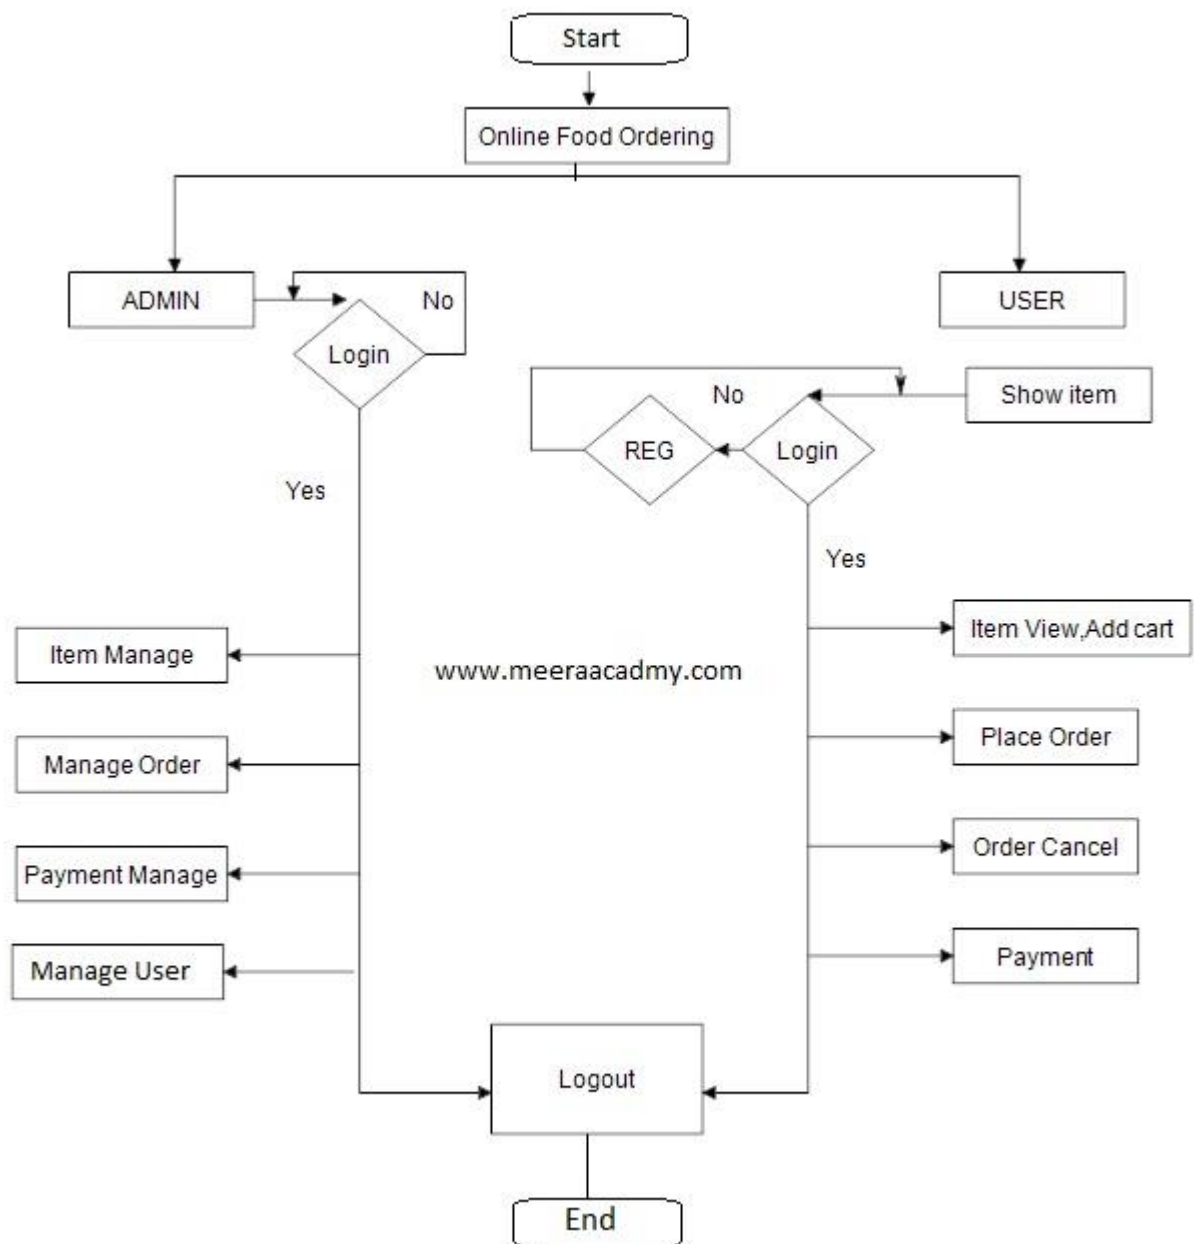 Start
Online Food Ordering
ADMIN
No
USER
Login
No
Show item
REG
Login
Yes
Yes
Item View,Add cart
Item Manage
www.meeraacadmy.com
Place Order
Manage Order
Order Cancel
Payment Manage
Payment
Manage User
Logout
End